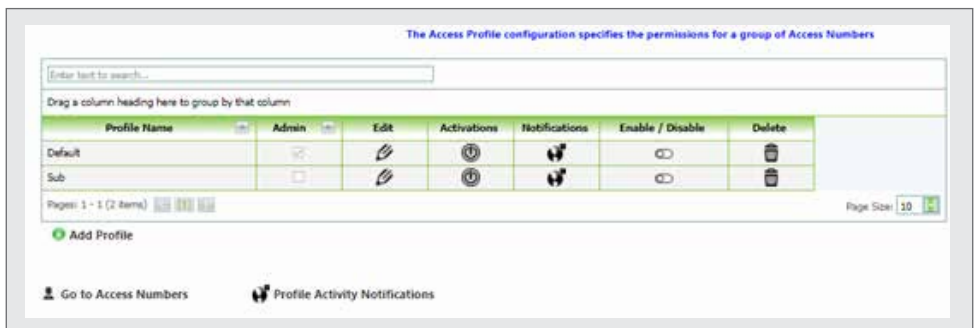 The Access Profile configuration specifies the permissions for a group of Access Numbers
Enter text to search...
Drag a column heading here to group by that column
Profile Name Admin Edit Activations Notifications Enable / Disable Delete
Default
Sub
Pages: 1 - 1 (2 items) [1] Page Size: 10
Add Profile
Go to Access Numbers Profile Activity Notifications